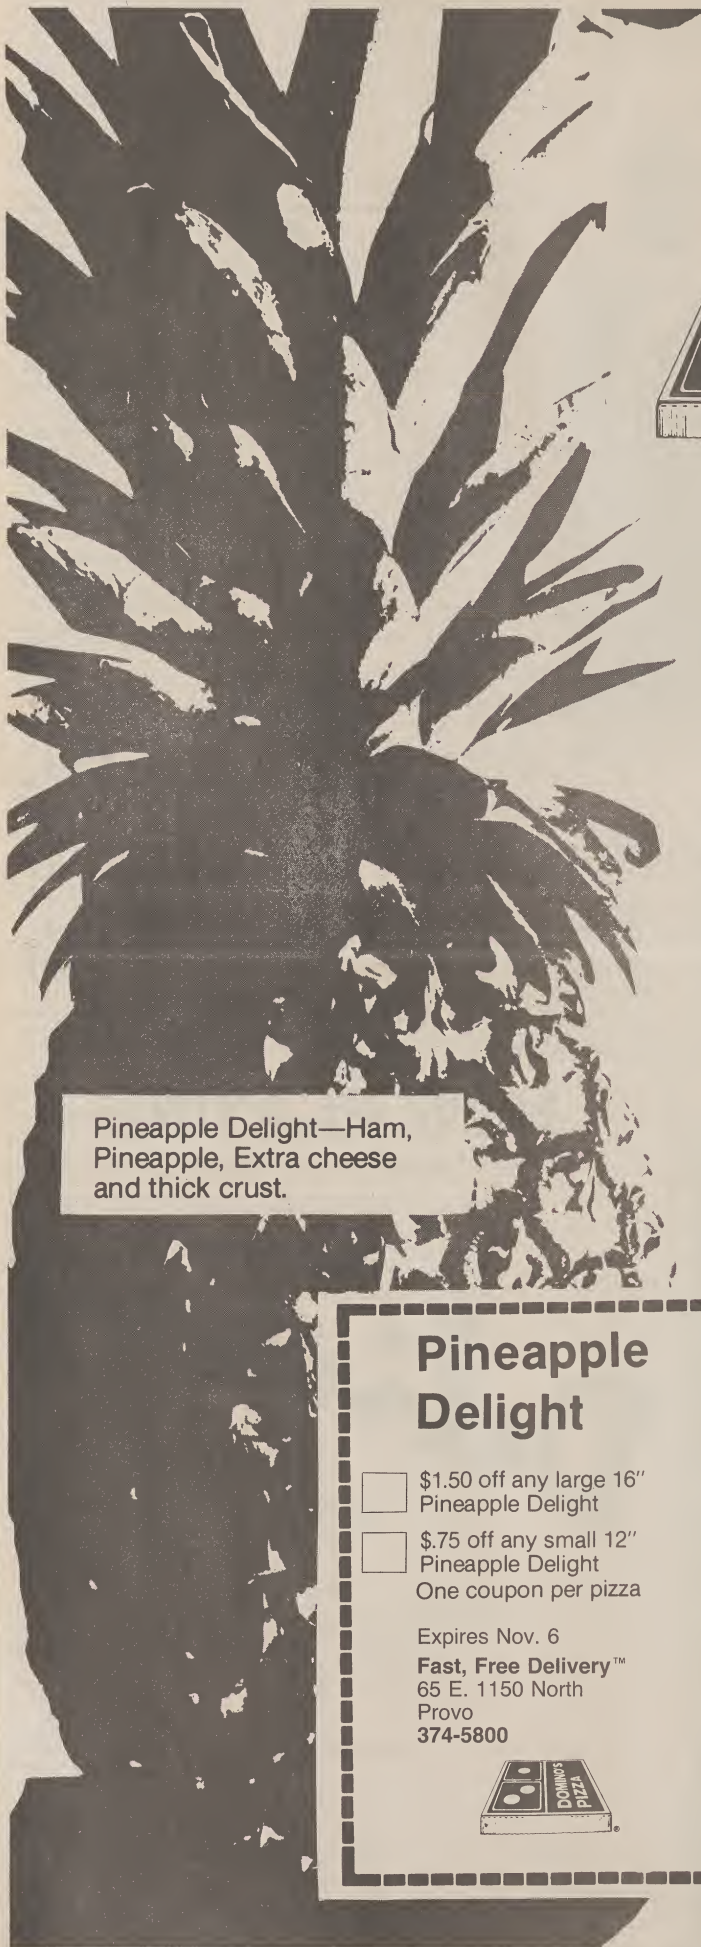 Pineapple Delight—Ham,
Pineapple, Extra cheese
and thick crust.
Pineapple
Delight
$1.50 off any large 16″
Pineapple Delight
$.75 off any small 12″
Pineapple Delight
One coupon per pizza
Expires Nov. 6
Fast, Free Delivery™
65 E. 1150 North
Provo
374-5800
DOMINO'S
PIZZA
®